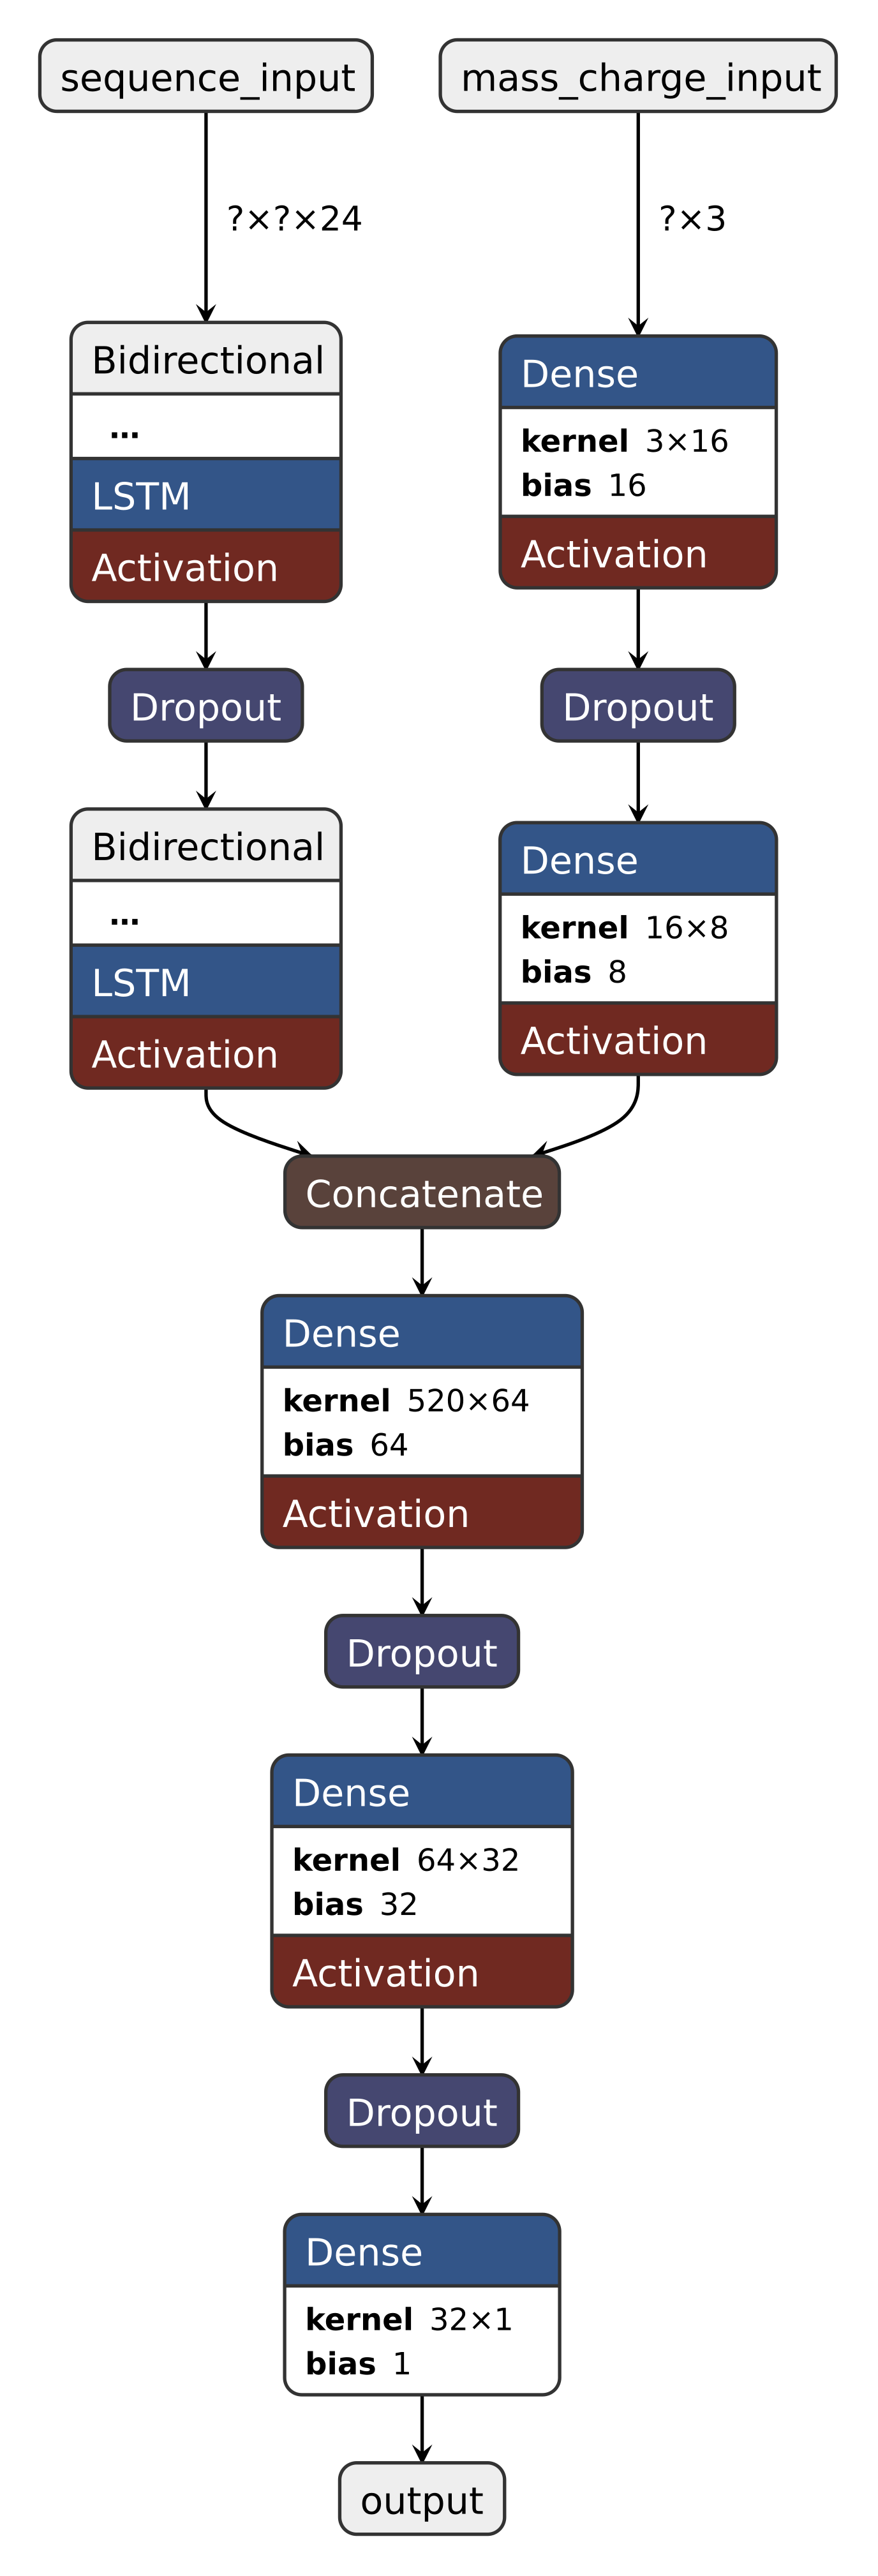 sequence_input
mass_charge_input
?×?×24
?×3
Bidirectional
...
LSTM
Activation
Dense
kernel 3×16
bias 16
Activation
Dropout
Dropout
Bidirectional
...
LSTM
Activation
Dense
kernel 16×8
bias 8
Activation
Concatenate
Dense
kernel 520×64
bias 64
Activation
Dropout
Dense
kernel 64×32
bias 32
Activation
Dropout
Dense
kernel 32×1
bias 1
output